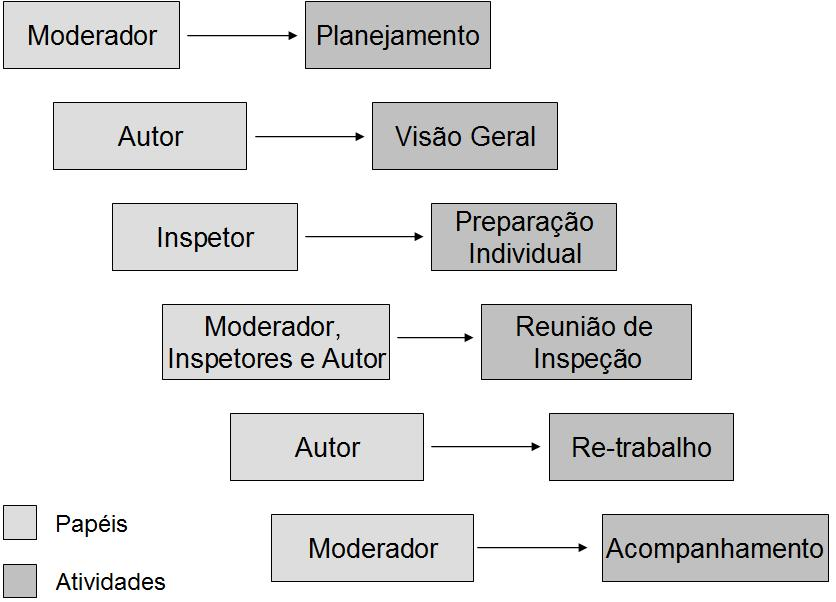 Moderador
Planejamento
Autor
Visão Geral
Inspetor
Preparação
Individual
Moderador,
Inspetores e Autor
Reunião de
Inspeção
Autor
Re-trabalho
Moderador
Acompanhamento
Papéis
Atividades